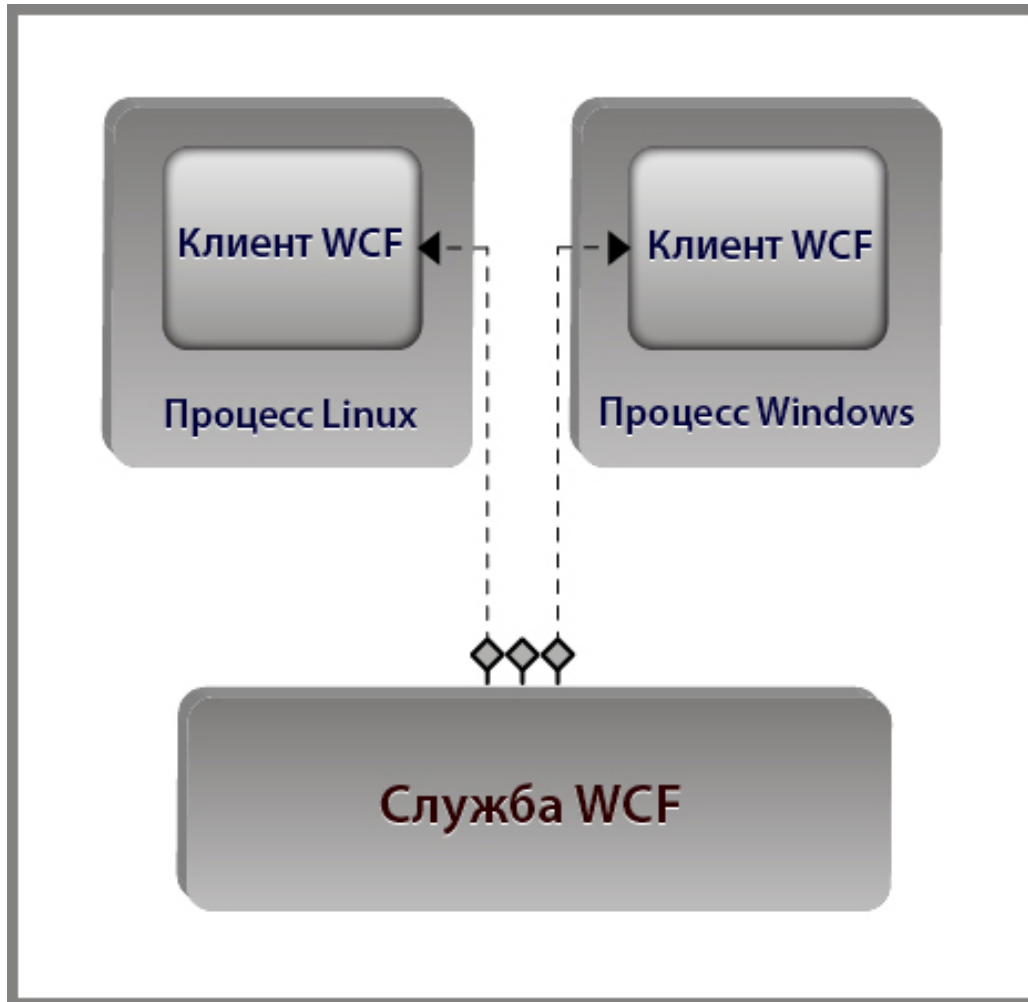 Клиент WCF
Процесс Linux
Клиент WCF
Процесс Windows
Служба WCF